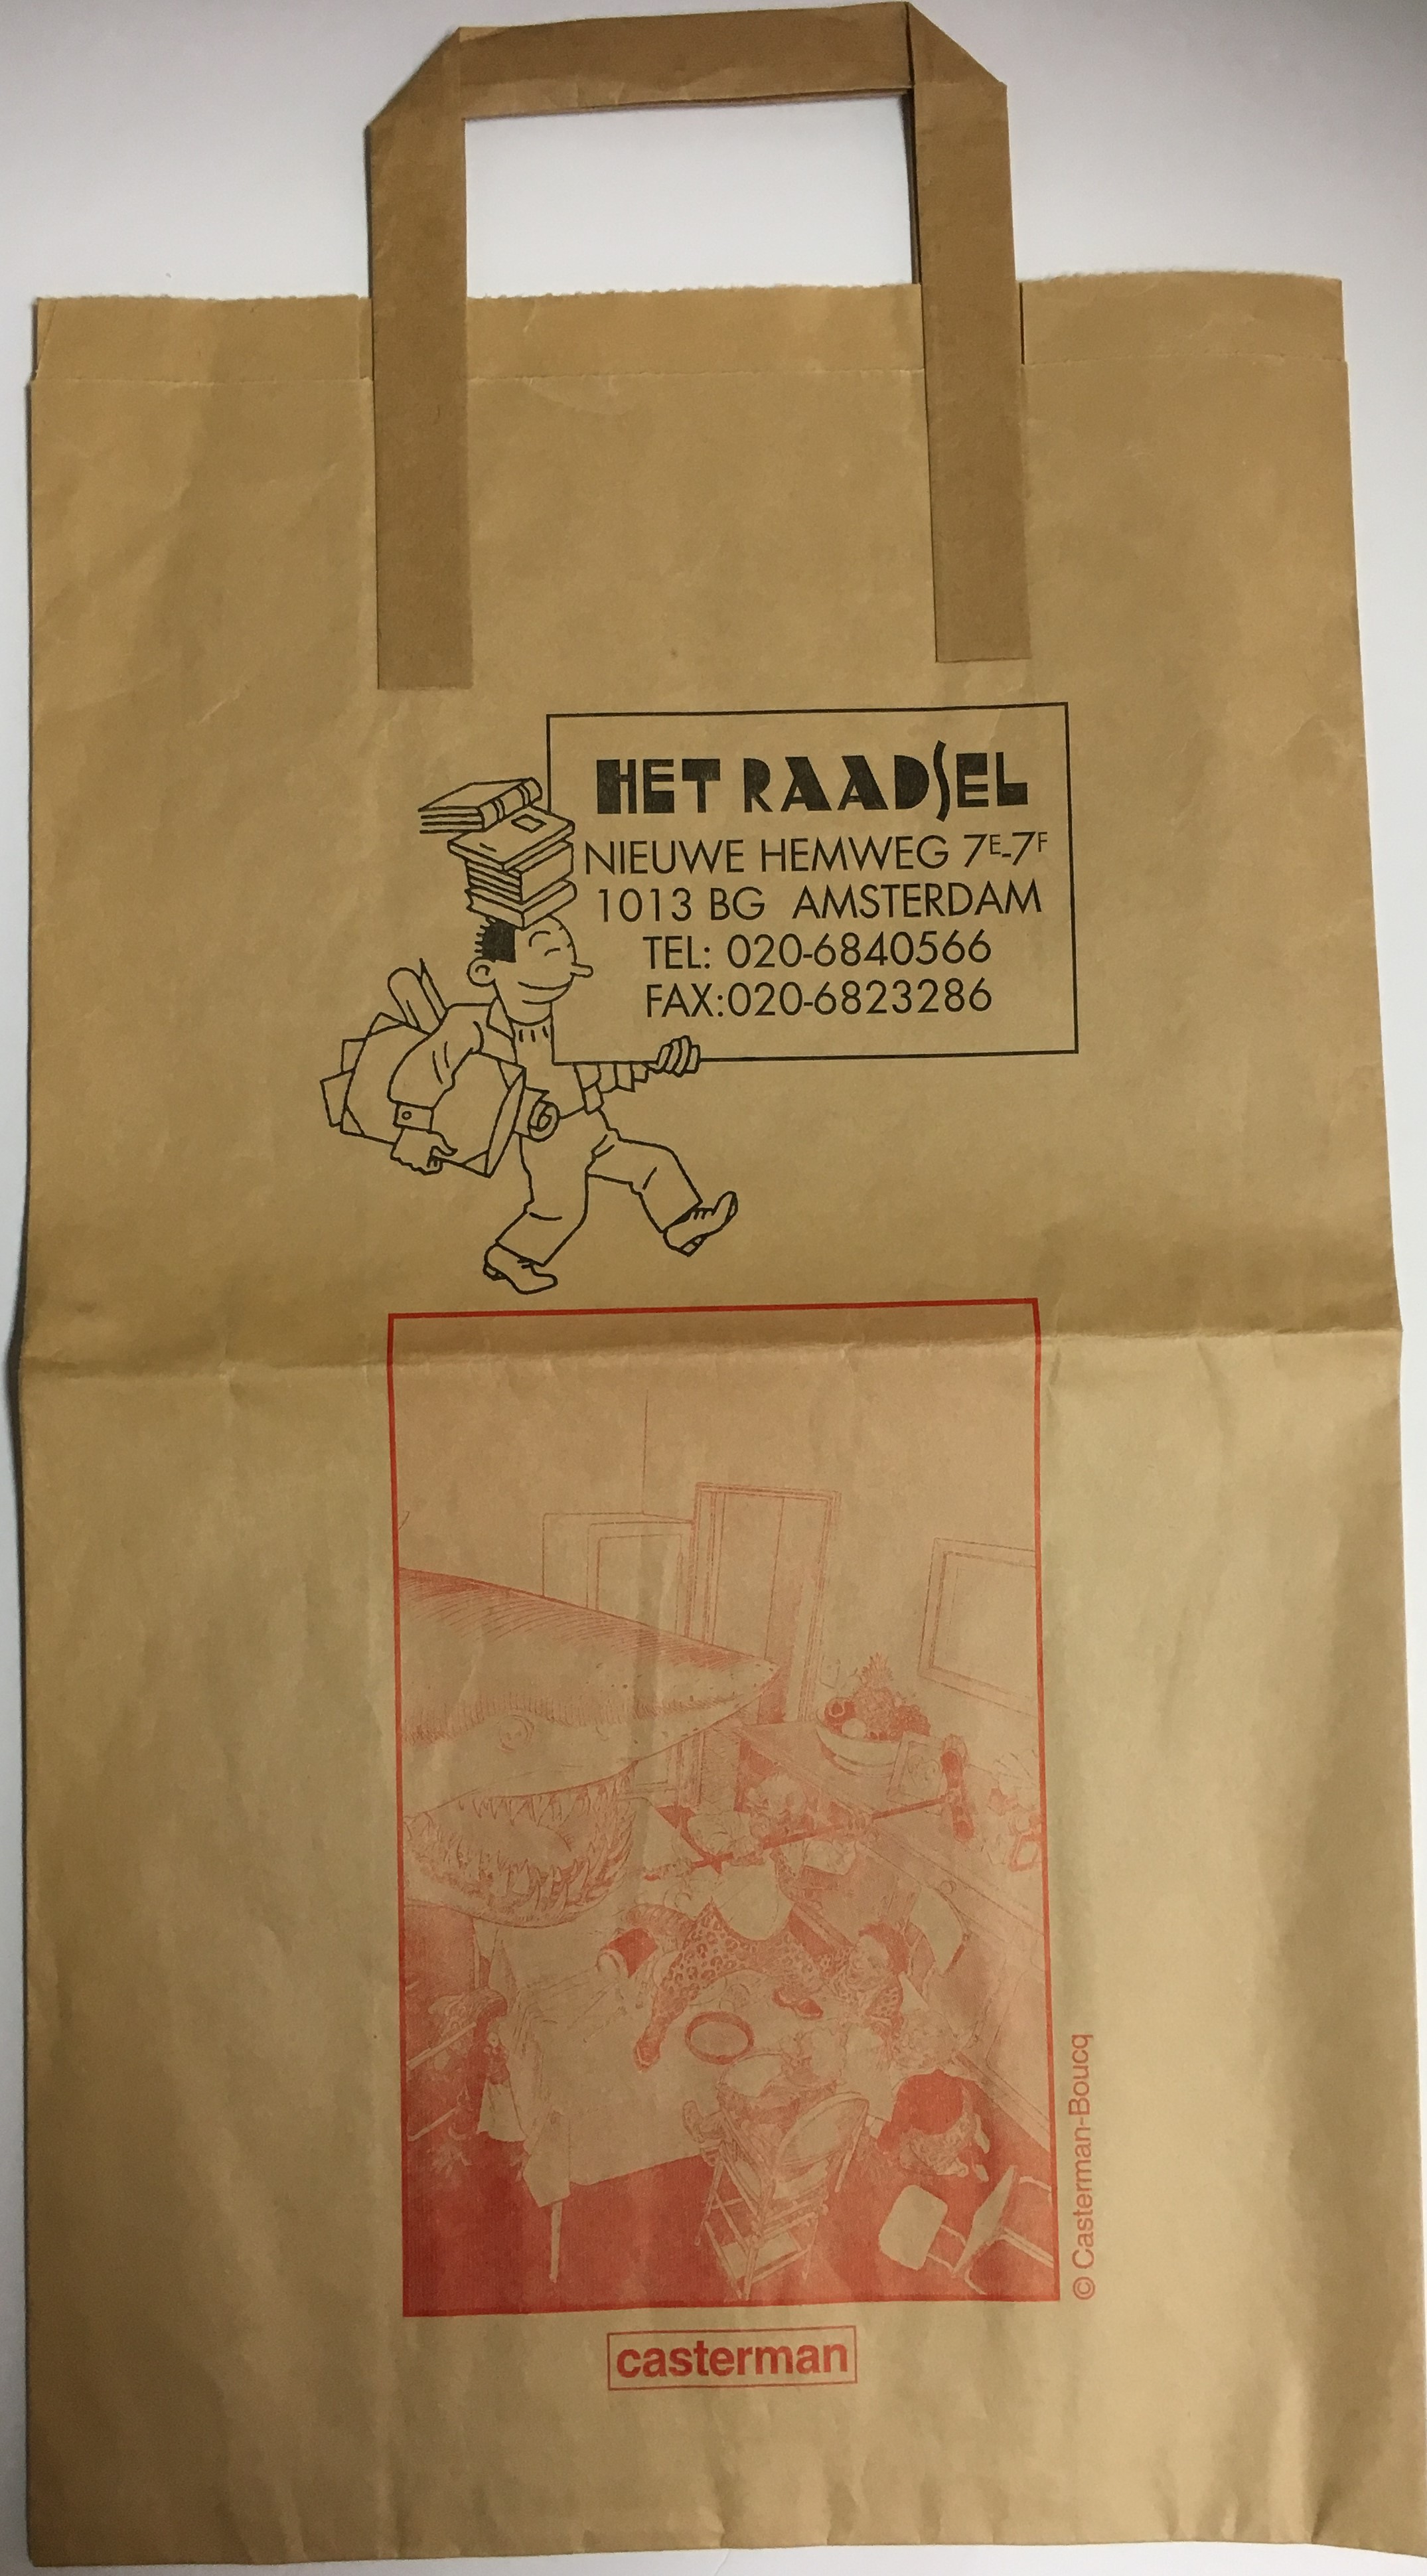 HET RAADSEL
NIEUWE HEMWEG 7E-7F
1013 BG AMSTERDAM
TEL: 020-6840566
FAX:020-6823286
© Casterman-Boucq
casterman